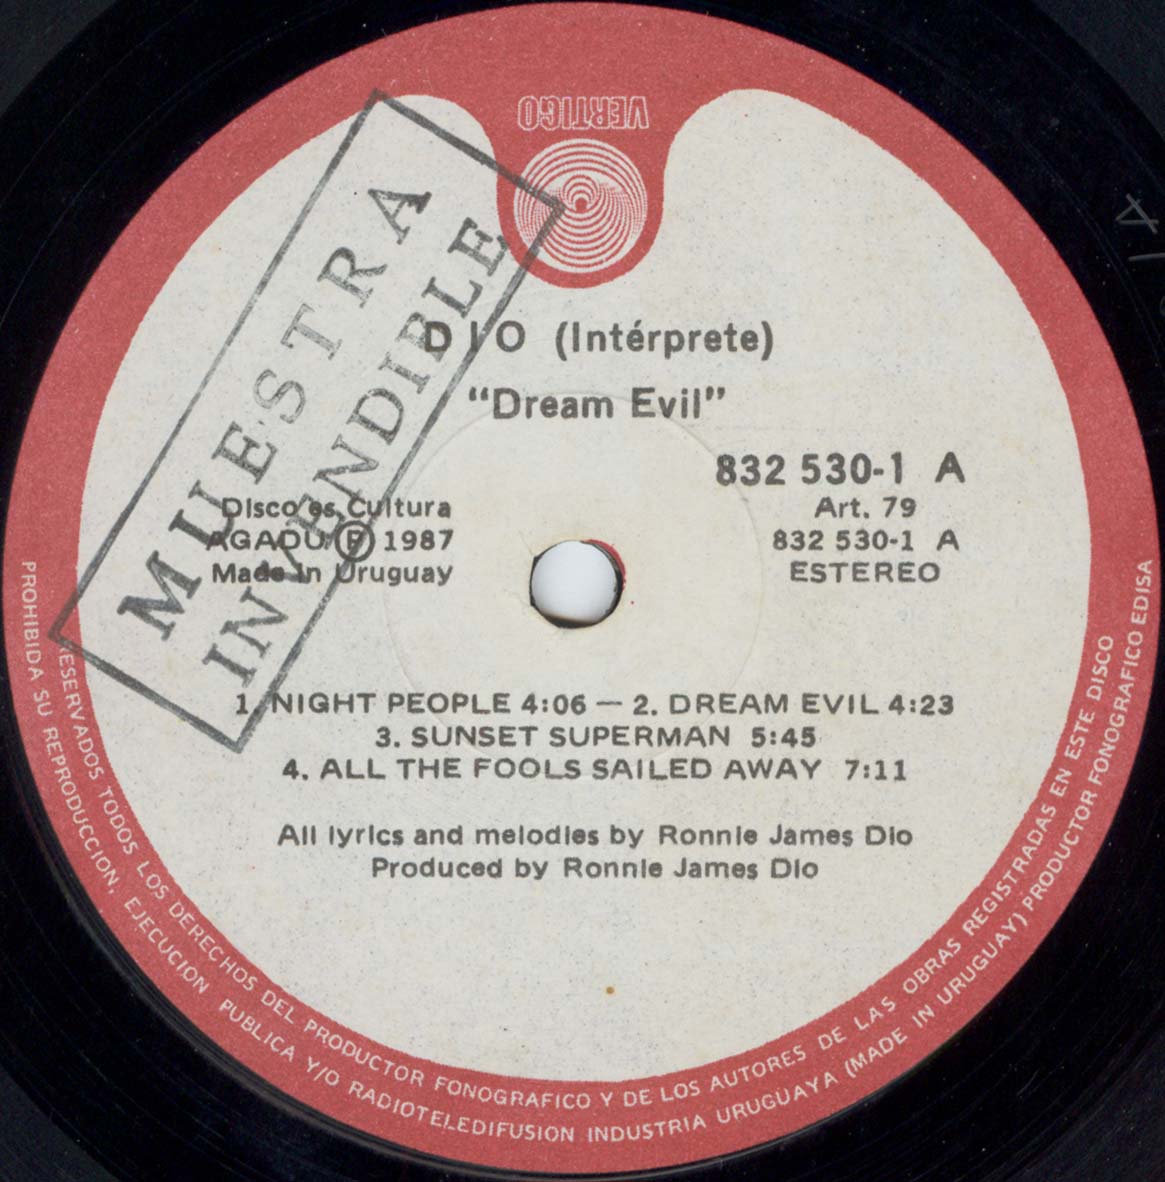 VERTIGO
MUESTRA
INVENDIBLE
DIO (Intérprete)
"Dream Evil"
832 530-1 A
Art. 79
832 530-1 A
ESTEREO
Disco es Cultura
AGADU Ⓟ 1987
Made in Uruguay
1. NIGHT PEOPLE 4:06 — 2. DREAM EVIL 4:23
3. SUNSET SUPERMAN 5:45
4. ALL THE FOOLS SAILED AWAY 7:11
All lyrics and melodies by Ronnie James Dio
Produced by Ronnie James Dio
RESERVADOS TODOS LOS DERECHOS DEL PRODUCTOR FONOGRAFICO Y DE LOS AUTORES DE LAS OBRAS REGISTRADAS EN ESTE DISCO
PROHIBIDA SU REPRODUCCION, EJECUCION PUBLICA Y/O RADIOTELEDIFUSION INDUSTRIA URUGUAYA (MADE IN URUGUAY) PRODUCTOR FONOGRAFICO EDISA